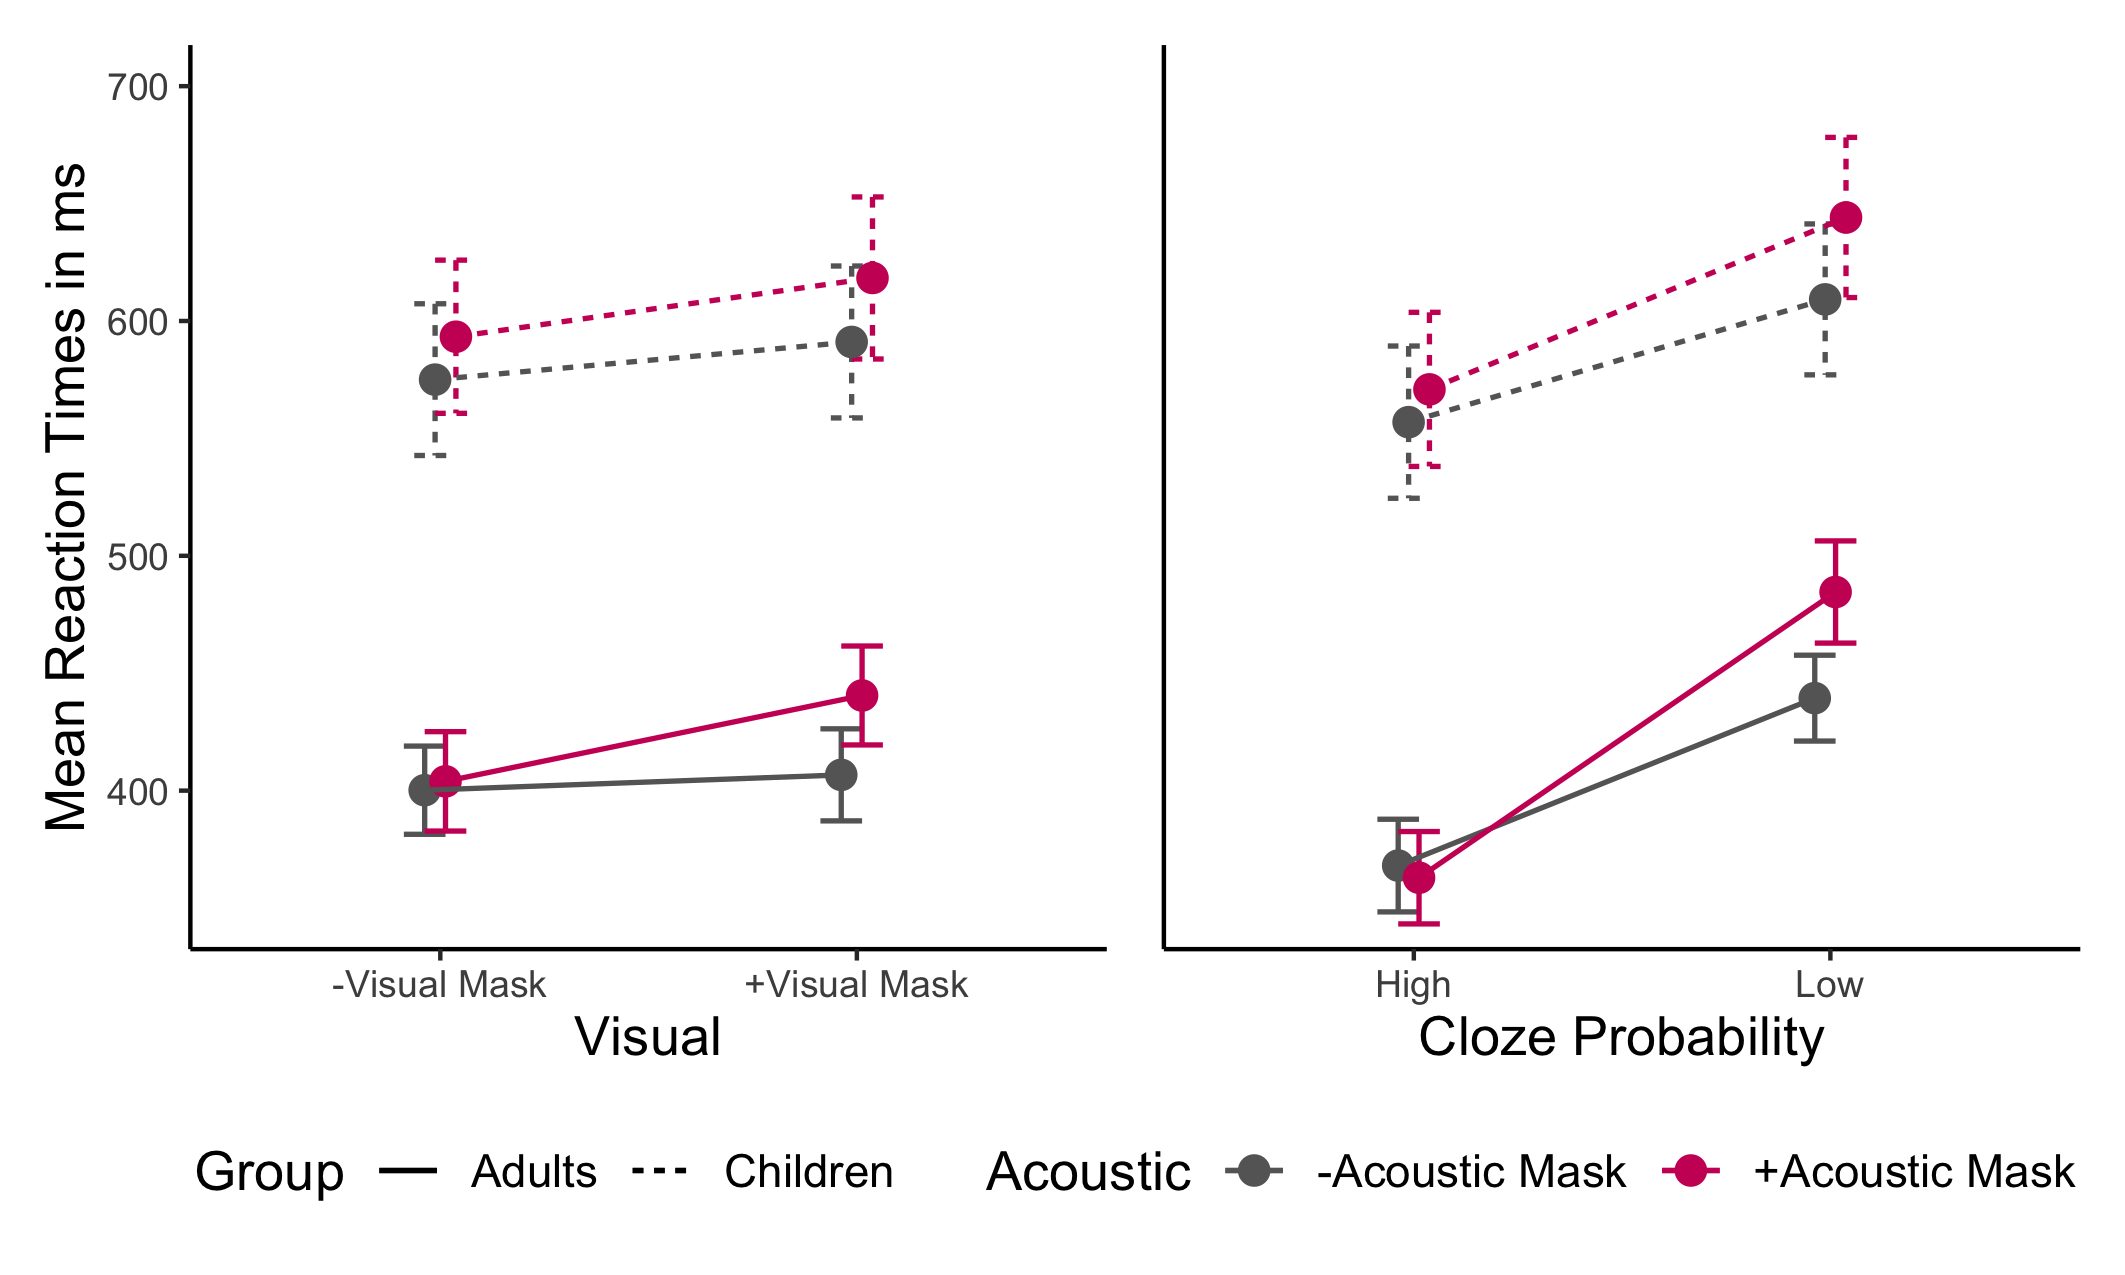 Mean Reaction Times in ms
700
600
500
400
-Visual Mask +Visual Mask
Visual
High Low
Cloze Probability
Group Adults Children Acoustic -Acoustic Mask +Acoustic Mask